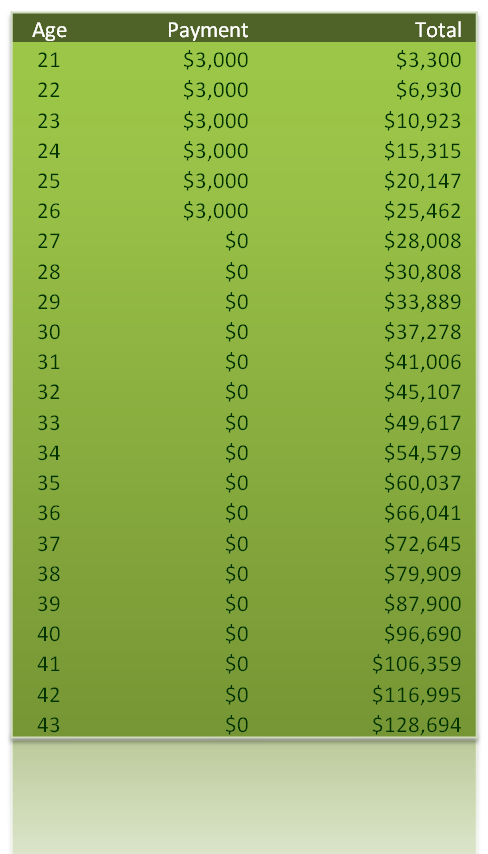 Age Payment Total
21 $3,000 $3,300
22 $3,000 $6,930
23 $3,000 $10,923
24 $3,000 $15,315
25 $3,000 $20,147
26 $3,000 $25,462
27 $0 $28,008
28 $0 $30,808
29 $0 $33,889
30 $0 $37,278
31 $0 $41,006
32 $0 $45,107
33 $0 $49,617
34 $0 $54,579
35 $0 $60,037
36 $0 $66,041
37 $0 $72,645
38 $0 $79,909
39 $0 $87,900
40 $0 $96,690
41 $0 $106,359
42 $0 $116,995
43 $0 $128,694